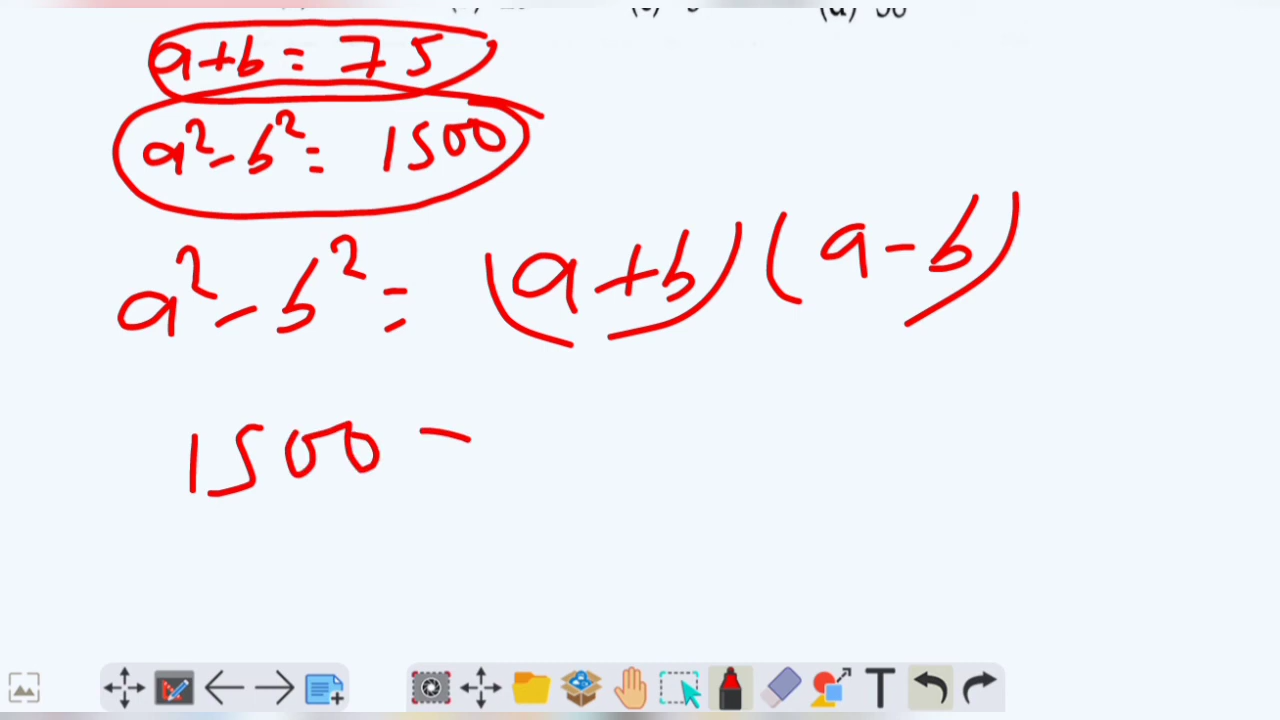 a+b = 75
a²-b² = 1500
a²-b² = (a+b)(a-b)
1500 -
T